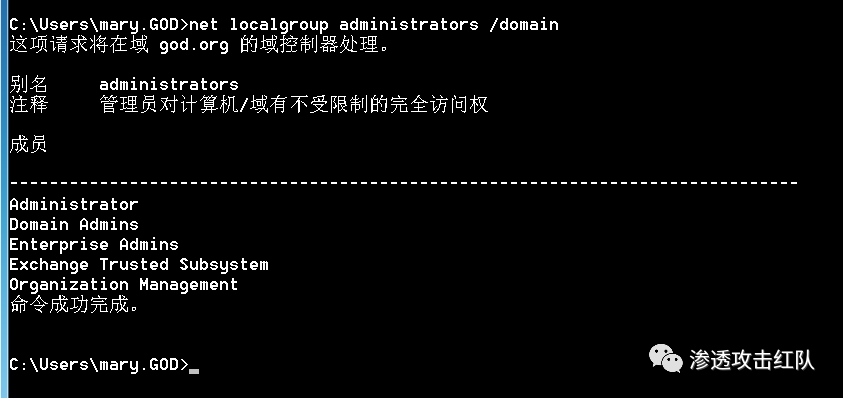 C:\Users\mary.GOD>net localgroup administrators /domain
这项请求将在域 god.org 的域控制器处理。
别名 administrators
注释 管理员对计算机/域有不受限制的完全访问权
成员
-------------------------------------------------------------------------------
Administrator
Domain Admins
Enterprise Admins
Exchange Trusted Subsystem
Organization Management
命令成功完成。
C:\Users\mary.GOD>_
渗透攻击红队